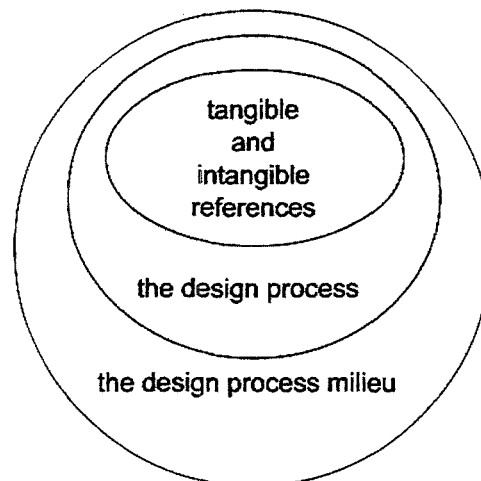 tangible
and
intangible
references
the design process
the design process milieu